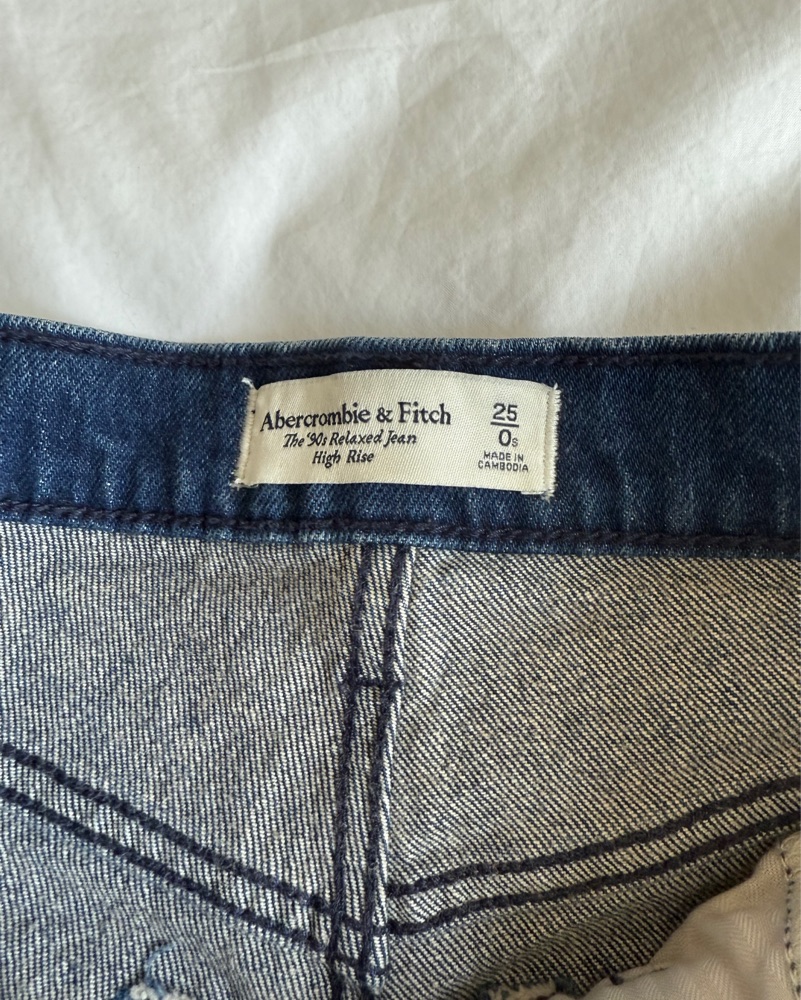 Abercrombie & Fitch
The '90s Relaxed Jean
High Rise
25
0s
MADE IN
CAMBODIA